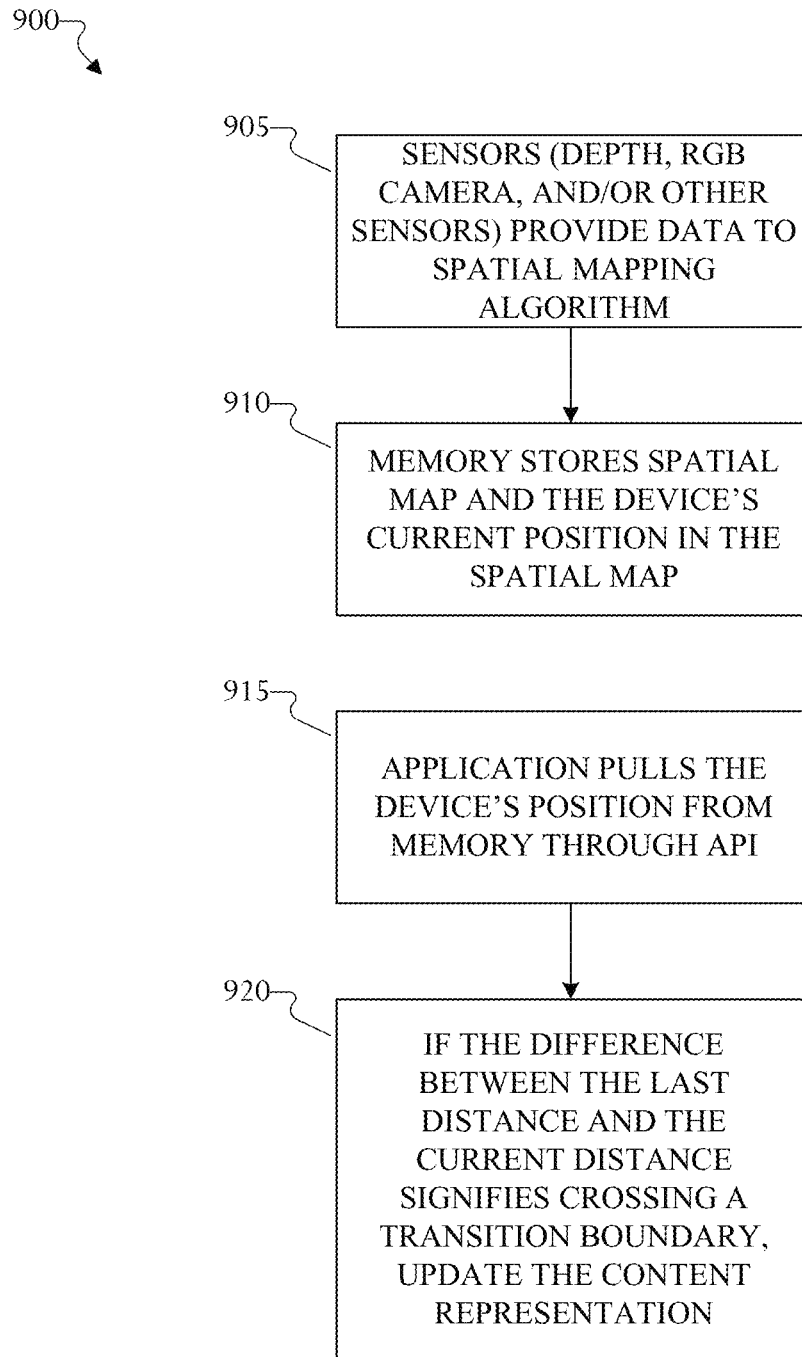 900
905
SENSORS (DEPTH, RGB
CAMERA, AND/OR OTHER
SENSORS) PROVIDE DATA TO
SPATIAL MAPPING
ALGORITHM
910
MEMORY STORES SPATIAL
MAP AND THE DEVICE'S
CURRENT POSITION IN THE
SPATIAL MAP
915
APPLICATION PULLS THE
DEVICE'S POSITION FROM
MEMORY THROUGH API
920
IF THE DIFFERENCE
BETWEEN THE LAST
DISTANCE AND THE
CURRENT DISTANCE
SIGNIFIES CROSSING A
TRANSITION BOUNDARY,
UPDATE THE CONTENT
REPRESENTATION